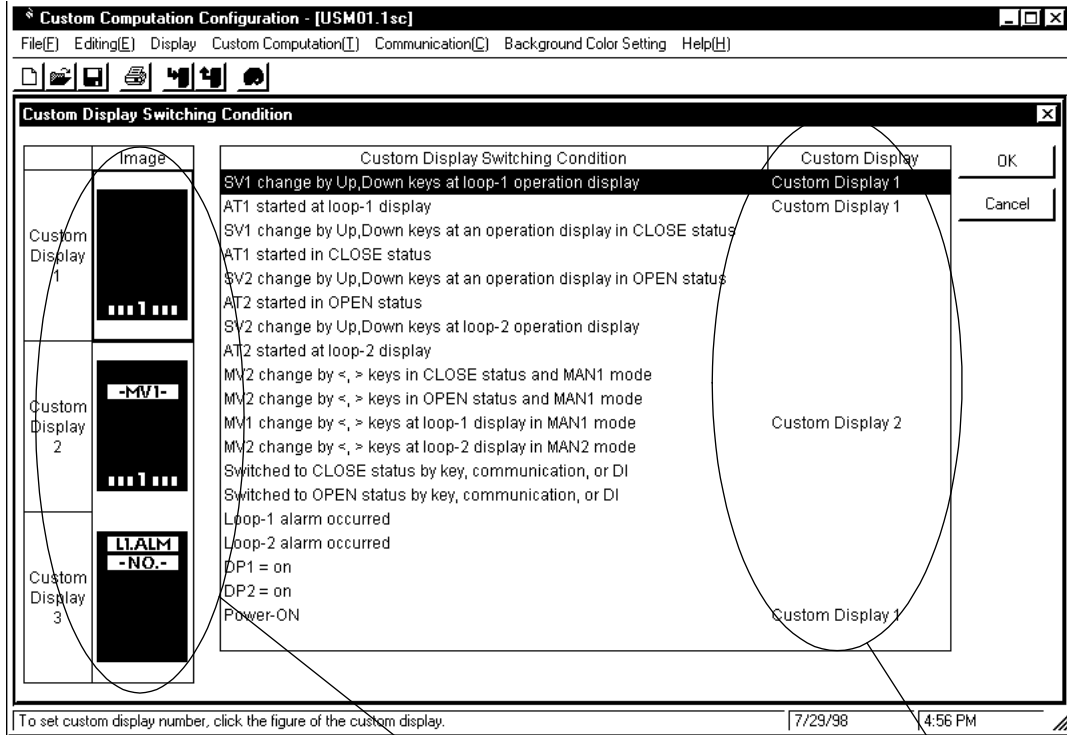 Custom Computation Configuration - [USM01.1sc]
File(F) Editing(E) Display Custom Computation(T) Communication(C) Background Color Setting Help(H)
Custom Display Switching Condition
Image
Custom Display Switching Condition Custom Display
OK
Cancel
SV1 change by Up,Down keys at loop-1 operation display Custom Display 1
AT1 started at loop-1 display Custom Display 1
SV1 change by Up,Down keys at an operation display in CLOSE status
AT1 started in CLOSE status
SV2 change by Up,Down keys at an operation display in OPEN status
AT2 started in OPEN status
SV2 change by Up,Down keys at loop-2 operation display
AT2 started at loop-2 display
MV2 change by <, > keys in CLOSE status and MAN1 mode
MV2 change by <, > keys in OPEN status and MAN1 mode
MV1 change by <, > keys at loop-1 display in MAN1 mode Custom Display 2
MV2 change by <, > keys at loop-2 display in MAN2 mode
Switched to CLOSE status by key, communication, or DI
Switched to OPEN status by key, communication, or DI
Loop-1 alarm occurred
Loop-2 alarm occurred
DP1 = on
DP2 = on
Power-ON Custom Display 1
Custom
Display
1
1
Custom
Display
2
-MV1-
1
Custom
Display
3
L1.ALM
-NO.-
To set custom display number, click the figure of the custom display.
7/29/98
4:56 PM